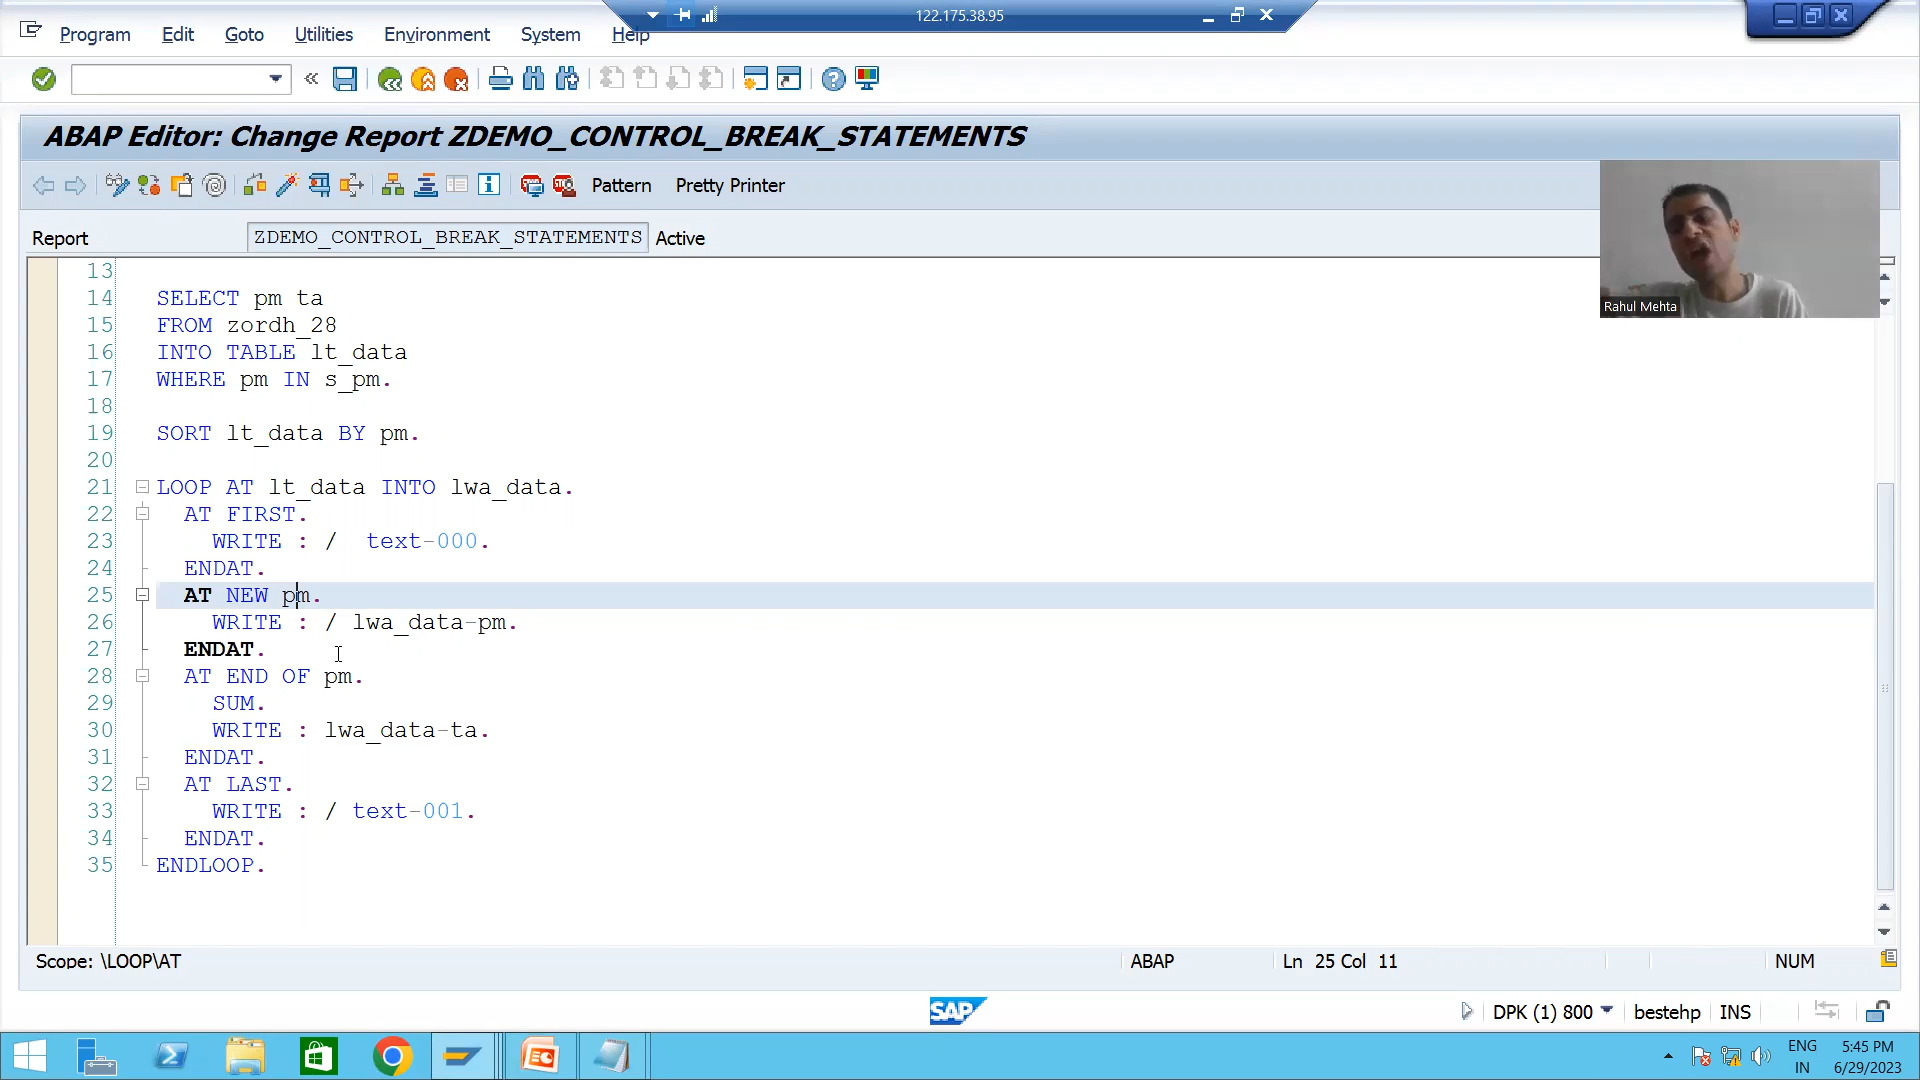 122.175.38.95
Program Edit Goto Utilities Environment System Help
ABAP Editor: Change Report ZDEMO_CONTROL_BREAK_STATEMENTS
Pattern Pretty Printer
Report ZDEMO_CONTROL_BREAK_STATEMENTS Active
Rahul Mehta
13
14 SELECT pm ta
15 FROM zordh_28
16 INTO TABLE lt_data
17 WHERE pm IN s_pm.
18
19 SORT lt_data BY pm.
20
21 LOOP AT lt_data INTO lwa_data.
22 AT FIRST.
23 WRITE : / text-000.
24 ENDAT.
25 AT NEW pm.
26 WRITE : / lwa_data-pm.
27 ENDAT.
28 AT END OF pm.
29 SUM.
30 WRITE : lwa_data-ta.
31 ENDAT.
32 AT LAST.
33 WRITE : / text-001.
34 ENDAT.
35 ENDLOOP.
Scope: \LOOP\AT ABAP Ln 25 Col 11 NUM
SAP DPK (1) 800 bestehp INS
ENG 5:45 PM
IN 6/29/2023